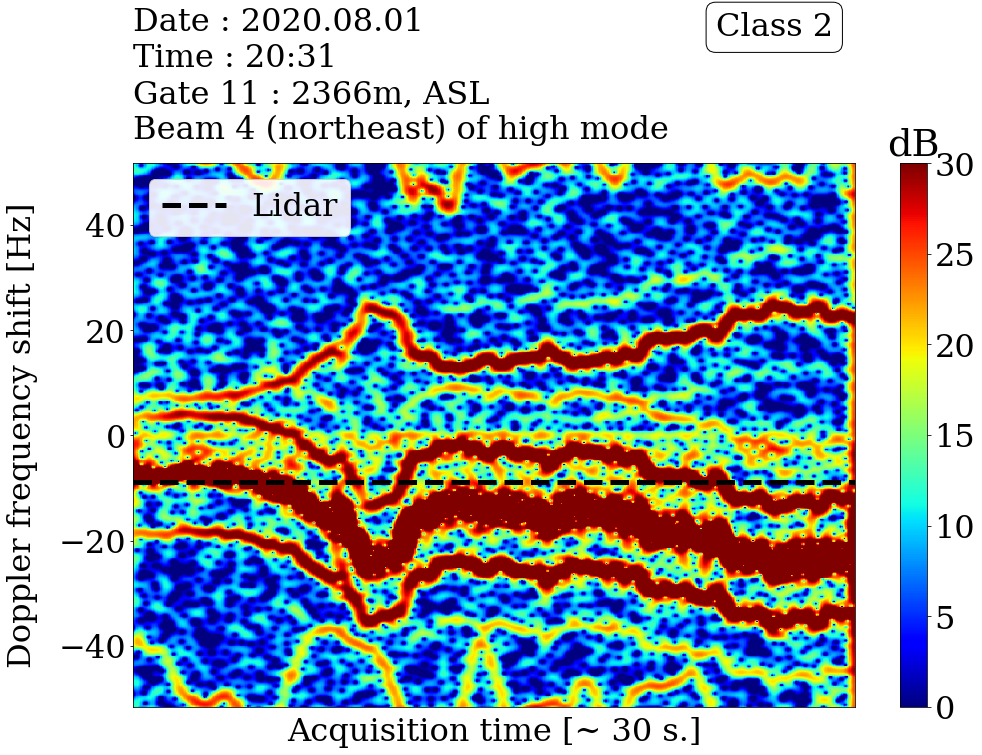 Date : 2020.08.01
Class 2
Time : 20:31
Gate 11 : 2366m, ASL
Beam 4 (northeast) of high mode
dB
30
25
20
15
10
5
0
Lidar
40
20
0
−20
−40
Doppler frequency shift [Hz]
Acquisition time [~ 30 s.]